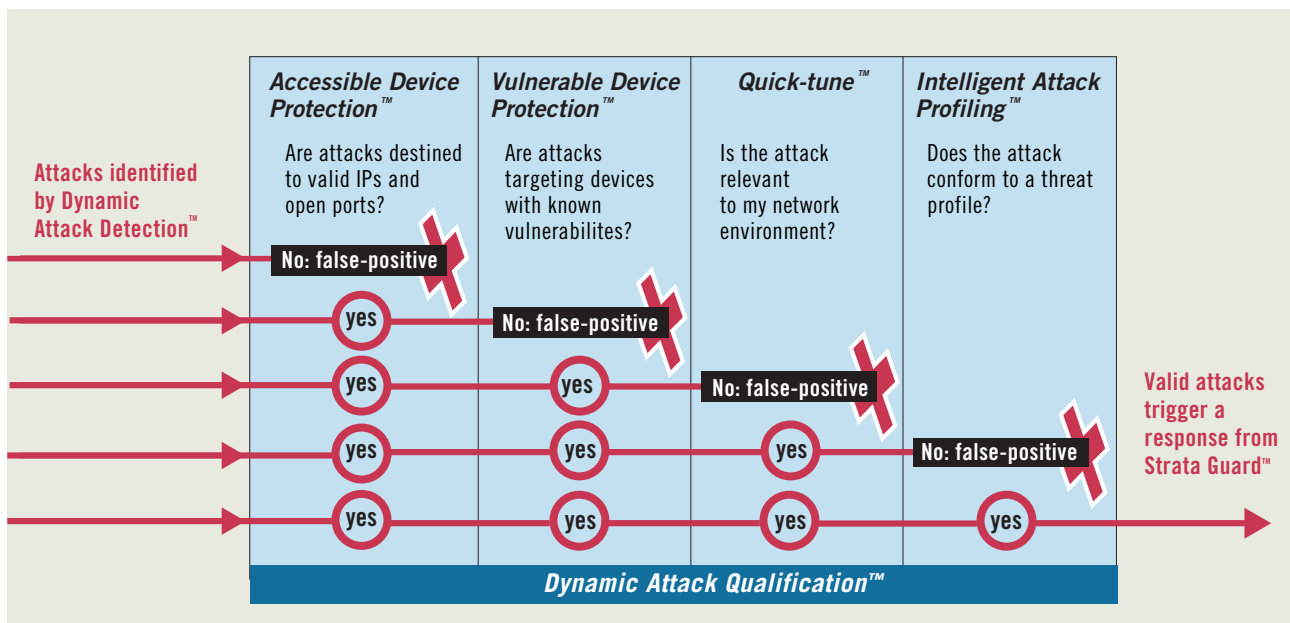 Accessible Device
Protection™
Vulnerable Device
Protection™
Quick-tune™
Intelligent Attack
Profiling™
Attacks identified
by Dynamic
Attack Detection™
Are attacks destined
to valid IPs and
open ports?
Are attacks
targeting devices
with known
vulnerabilites?
Is the attack
relevant
to my network
environment?
Does the attack
conform to a threat
profile?
No: false-positive
yes
No: false-positive
yes
yes
No: false-positive
yes
yes
yes
No: false-positive
yes
yes
yes
yes
Valid attacks
trigger a
response from
Strata Guard™
Dynamic Attack Qualification™